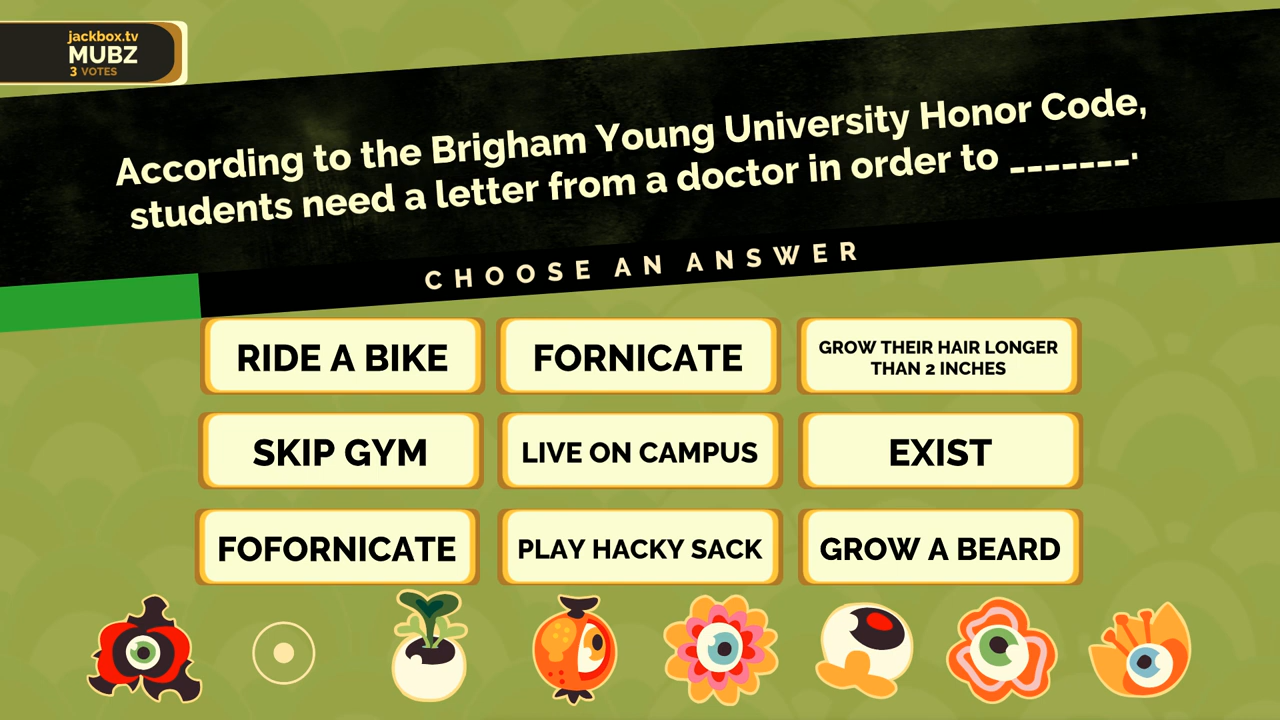 jackbox.tv
MUBZ
3 VOTES
According to the Brigham Young University Honor Code,
students need a letter from a doctor in order to _______.
CHOOSE AN ANSWER
RIDE A BIKE
FORNICATE
GROW THEIR HAIR LONGER
THAN 2 INCHES
SKIP GYM
LIVE ON CAMPUS
EXIST
FOFORNICATE
PLAY HACKY SACK
GROW A BEARD